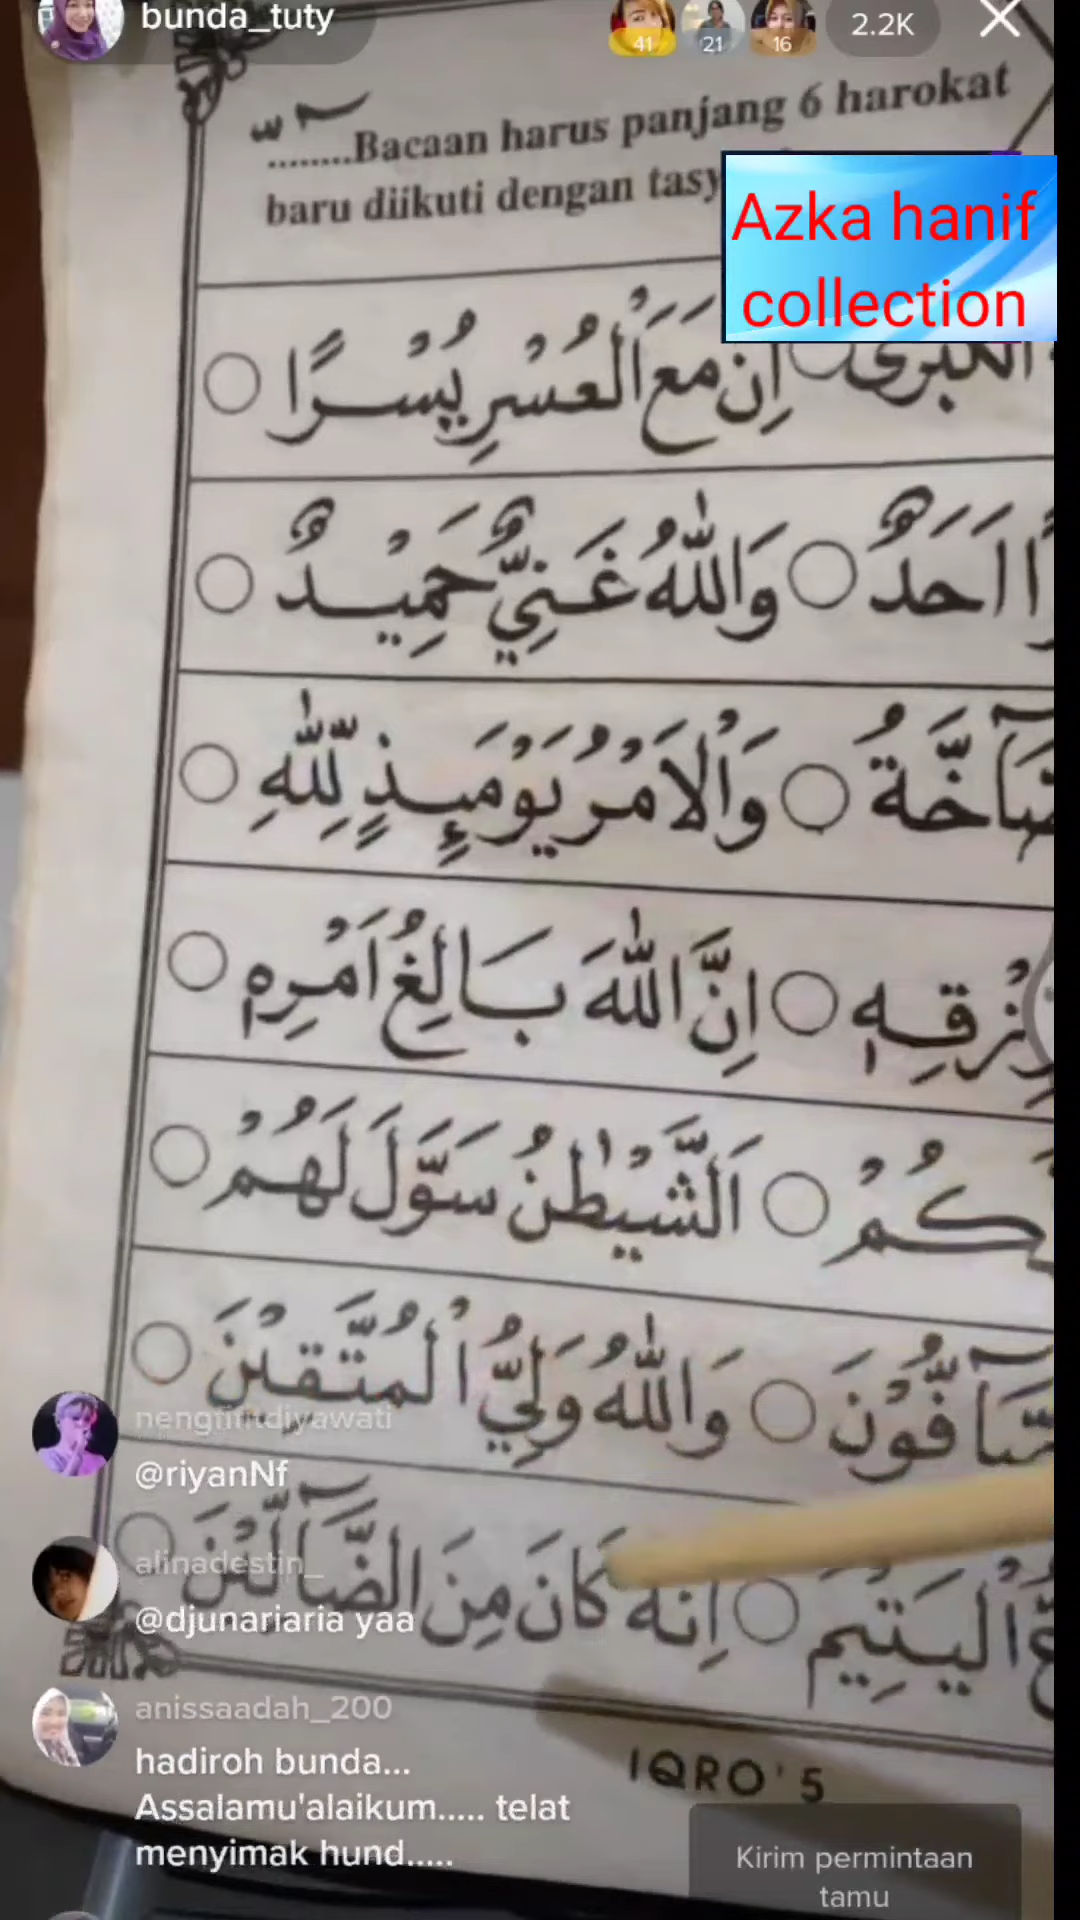 bunda_tuty
41 21 16 2.2K
........Bacaan harus panjang 6 harokat
baru diikuti dengan
Azka hanif
collection
اِنَّ مَعَ الْعُسْرِ يُسْرًا
اَحَدٌ ○ وَاللّٰهُ غَنِيٌّ حَمِيْدٌ
وَالْاَمْرُ يَوْمَئِذٍ لِلّٰهِ
اِنَّ اللّٰهَ بَالِغُ اَمْرِهٖ
اَلشَّيْطٰنُ سَوَّلَ لَهُمْ
وَاللّٰهُ وَلِيُّ الْمُتَّقِيْنَ
الْيَتِيْمَ ○ اِنَّهُ كَانَ مِنَ الضَّآلِّيْنَ
@riyanNf
alinadestin_
@djunariaria yaa
anissaadah_200
hadiroh bunda...
Assalamu'alaikum..... telat
menyimak hund.....
IQRO' 5
Kirim permintaan
tamu